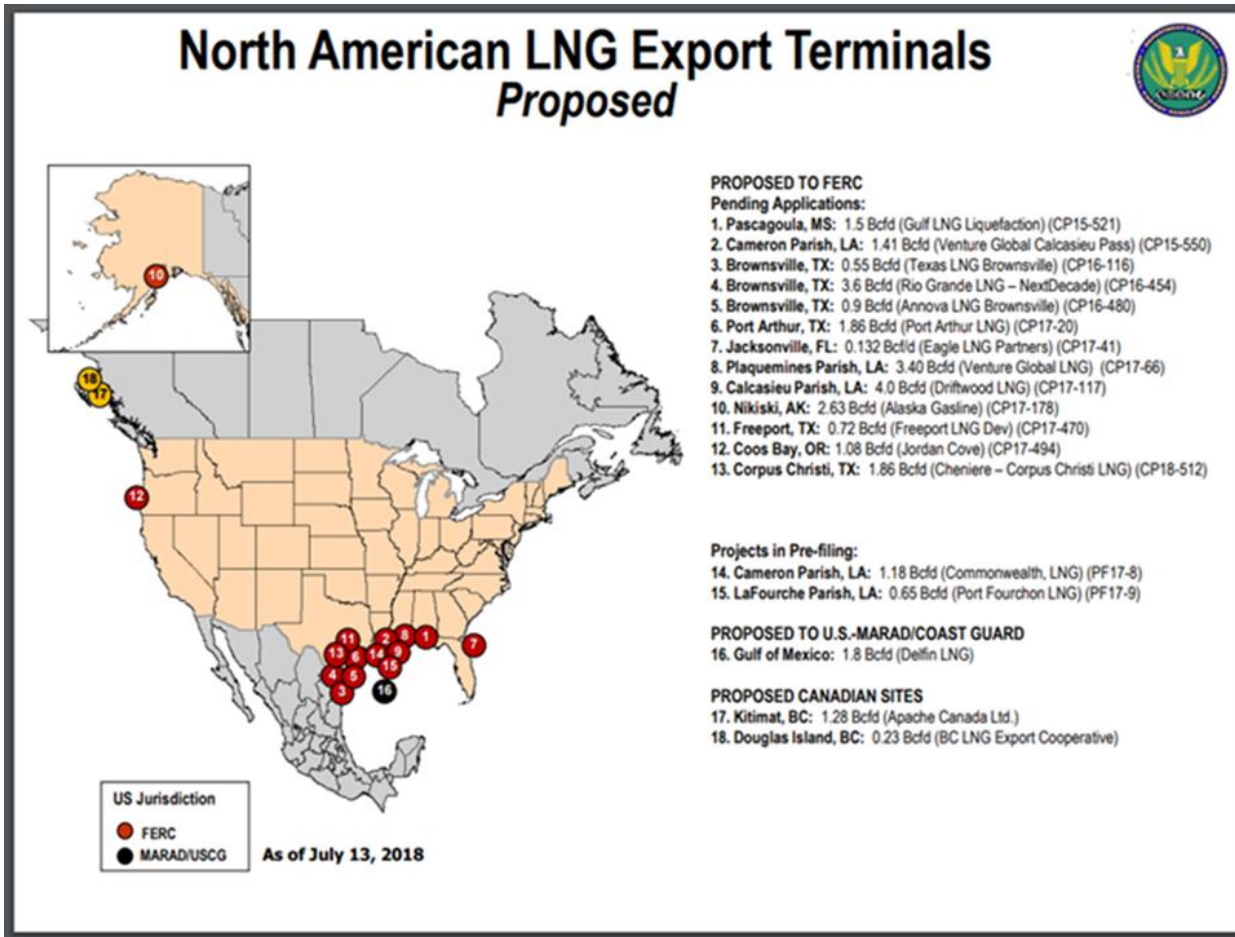 North American LNG Export Terminals
Proposed
PROPOSED TO FERC
Pending Applications:
1. Pascagoula, MS: 1.5 Bcfd (Gulf LNG Liquefaction) (CP15-521)
2. Cameron Parish, LA: 1.41 Bcfd (Venture Global Calcasieu Pass) (CP15-550)
3. Brownsville, TX: 0.55 Bcfd (Texas LNG Brownsville) (CP16-116)
4. Brownsville, TX: 3.6 Bcfd (Rio Grande LNG – NextDecade) (CP16-454)
5. Brownsville, TX: 0.9 Bcfd (Annova LNG Brownsville) (CP16-480)
6. Port Arthur, TX: 1.86 Bcfd (Port Arthur LNG) (CP17-20)
7. Jacksonville, FL: 0.132 Bcf/d (Eagle LNG Partners) (CP17-41)
8. Plaquemines Parish, LA: 3.40 Bcfd (Venture Global LNG) (CP17-66)
9. Calcasieu Parish, LA: 4.0 Bcfd (Driftwood LNG) (CP17-117)
10. Nikiski, AK: 2.63 Bcfd (Alaska Gasline) (CP17-178)
11. Freeport, TX: 0.72 Bcfd (Freeport LNG Dev) (CP17-470)
12. Coos Bay, OR: 1.08 Bcfd (Jordan Cove) (CP17-494)
13. Corpus Christi, TX: 1.86 Bcfd (Cheniere – Corpus Christi LNG) (CP18-512)
Projects in Pre-filing:
14. Cameron Parish, LA: 1.18 Bcfd (Commonwealth, LNG) (PF17-8)
15. LaFourche Parish, LA: 0.65 Bcfd (Port Fourchon LNG) (PF17-9)
PROPOSED TO U.S.-MARAD/COAST GUARD
16. Gulf of Mexico: 1.8 Bcfd (Delfin LNG)
PROPOSED CANADIAN SITES
17. Kitimat, BC: 1.28 Bcfd (Apache Canada Ltd.)
18. Douglas Island, BC: 0.23 Bcfd (BC LNG Export Cooperative)
10
18
17
12
11
2
8
1
7
13
6
14
9
15
4
5
3
16
US Jurisdiction
FERC
MARAD/USCG
As of July 13, 2018